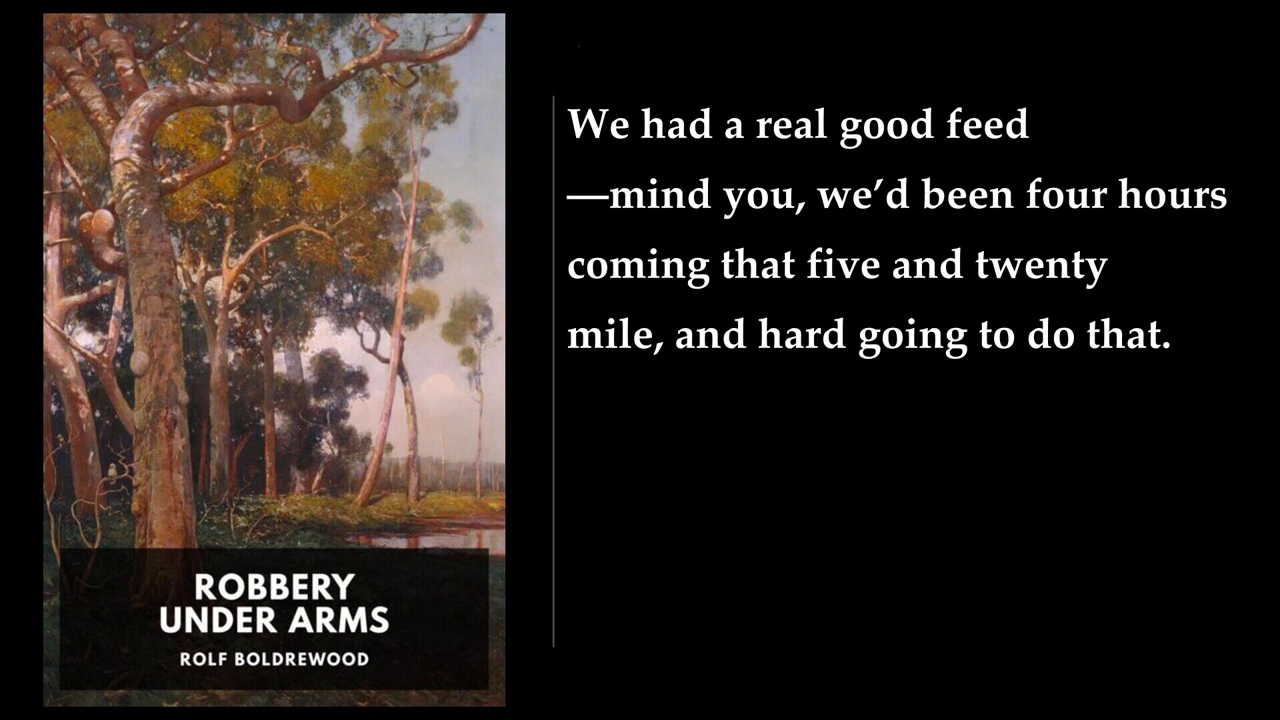 We had a real good feed
—mind you, we’d been four hours
coming that five and twenty
mile, and hard going to do that.
ROBBERY
UNDER ARMS
ROLF BOLDREWOOD